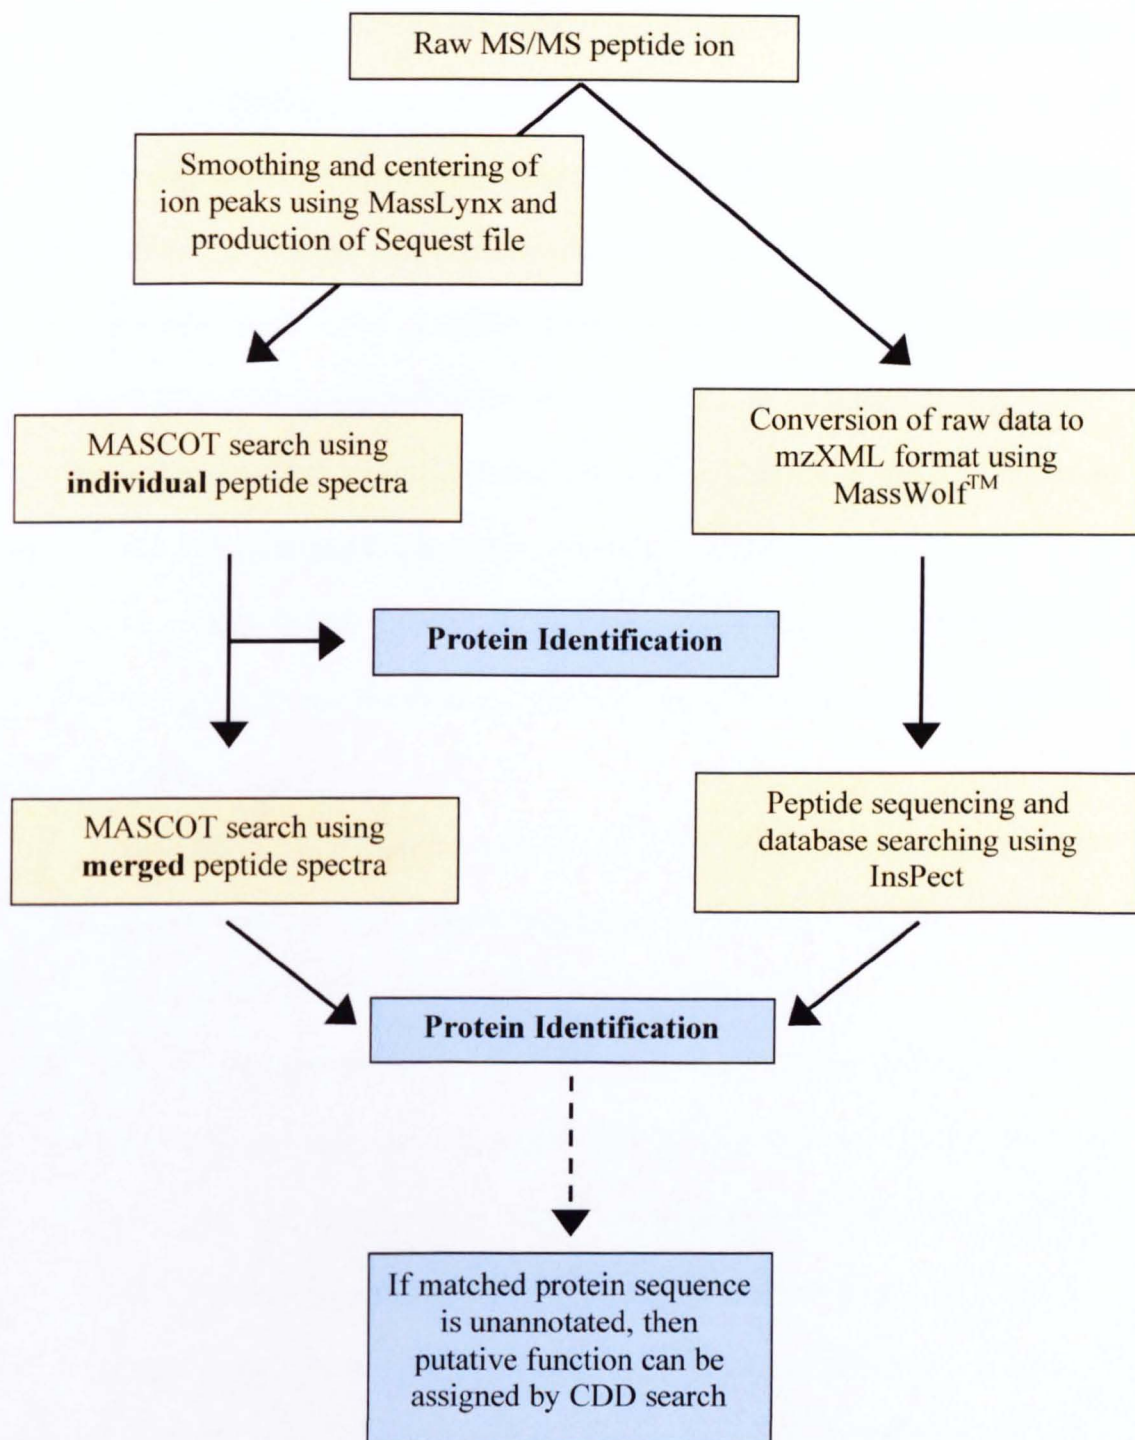 Raw MS/MS peptide ion
Smoothing and centering of
ion peaks using MassLynx and
production of Sequest file
MASCOT search using
individual peptide spectra
Conversion of raw data to
mzXML format using
MassWolf™
Protein Identification
MASCOT search using
merged peptide spectra
Peptide sequencing and
database searching using
InsPect
Protein Identification
If matched protein sequence
is unannotated, then
putative function can be
assigned by CDD search